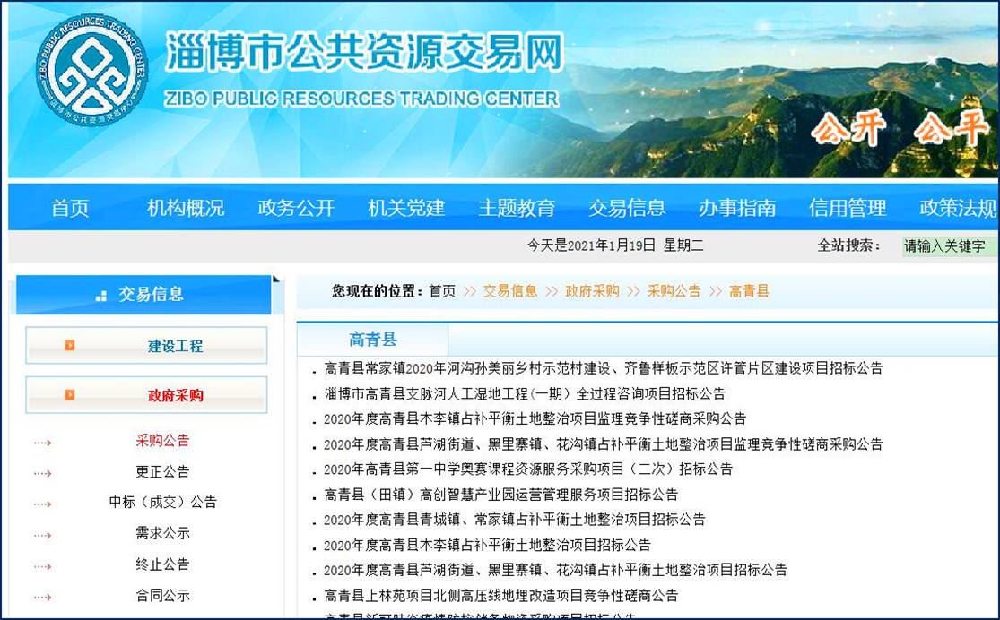 ZIBO PUBLIC RESOURCES TRADING CENTER
淄博市公共资源交易中心
淄博市公共资源交易网
ZIBO PUBLIC RESOURCES TRADING CENTER
公开 公平
首页 机构概况 政务公开 机关党建 主题教育 交易信息 办事指南 信用管理 政策法规
今天是2021年1月19日 星期二 全站搜索: 请输入关键字
交易信息
建设工程
政府采购
采购公告
更正公告
中标（成交）公告
需求公示
终止公告
合同公示
您现在的位置：首页 >> 交易信息 >> 政府采购 >> 采购公告 >> 高青县
高青县
高青县常家镇2020年河沟孙美丽乡村示范村建设、齐鲁样板示范区许管片区建设项目招标公告
淄博市高青县支脉河人工湿地工程(一期）全过程咨询项目招标公告
2020年度高青县木李镇占补平衡土地整治项目监理竞争性磋商采购公告
2020年度高青县芦湖街道、黑里寨镇、花沟镇占补平衡土地整治项目监理竞争性磋商采购公告
2020年高青县第一中学奥赛课程资源服务采购项目（二次）招标公告
高青县（田镇）高创智慧产业园运营管理服务项目招标公告
2020年度高青县青城镇、常家镇占补平衡土地整治项目招标公告
2020年度高青县木李镇占补平衡土地整治项目招标公告
2020年度高青县芦湖街道、黑里寨镇、花沟镇占补平衡土地整治项目招标公告
高青县上林苑项目北侧高压线地埋改造项目竞争性磋商公告